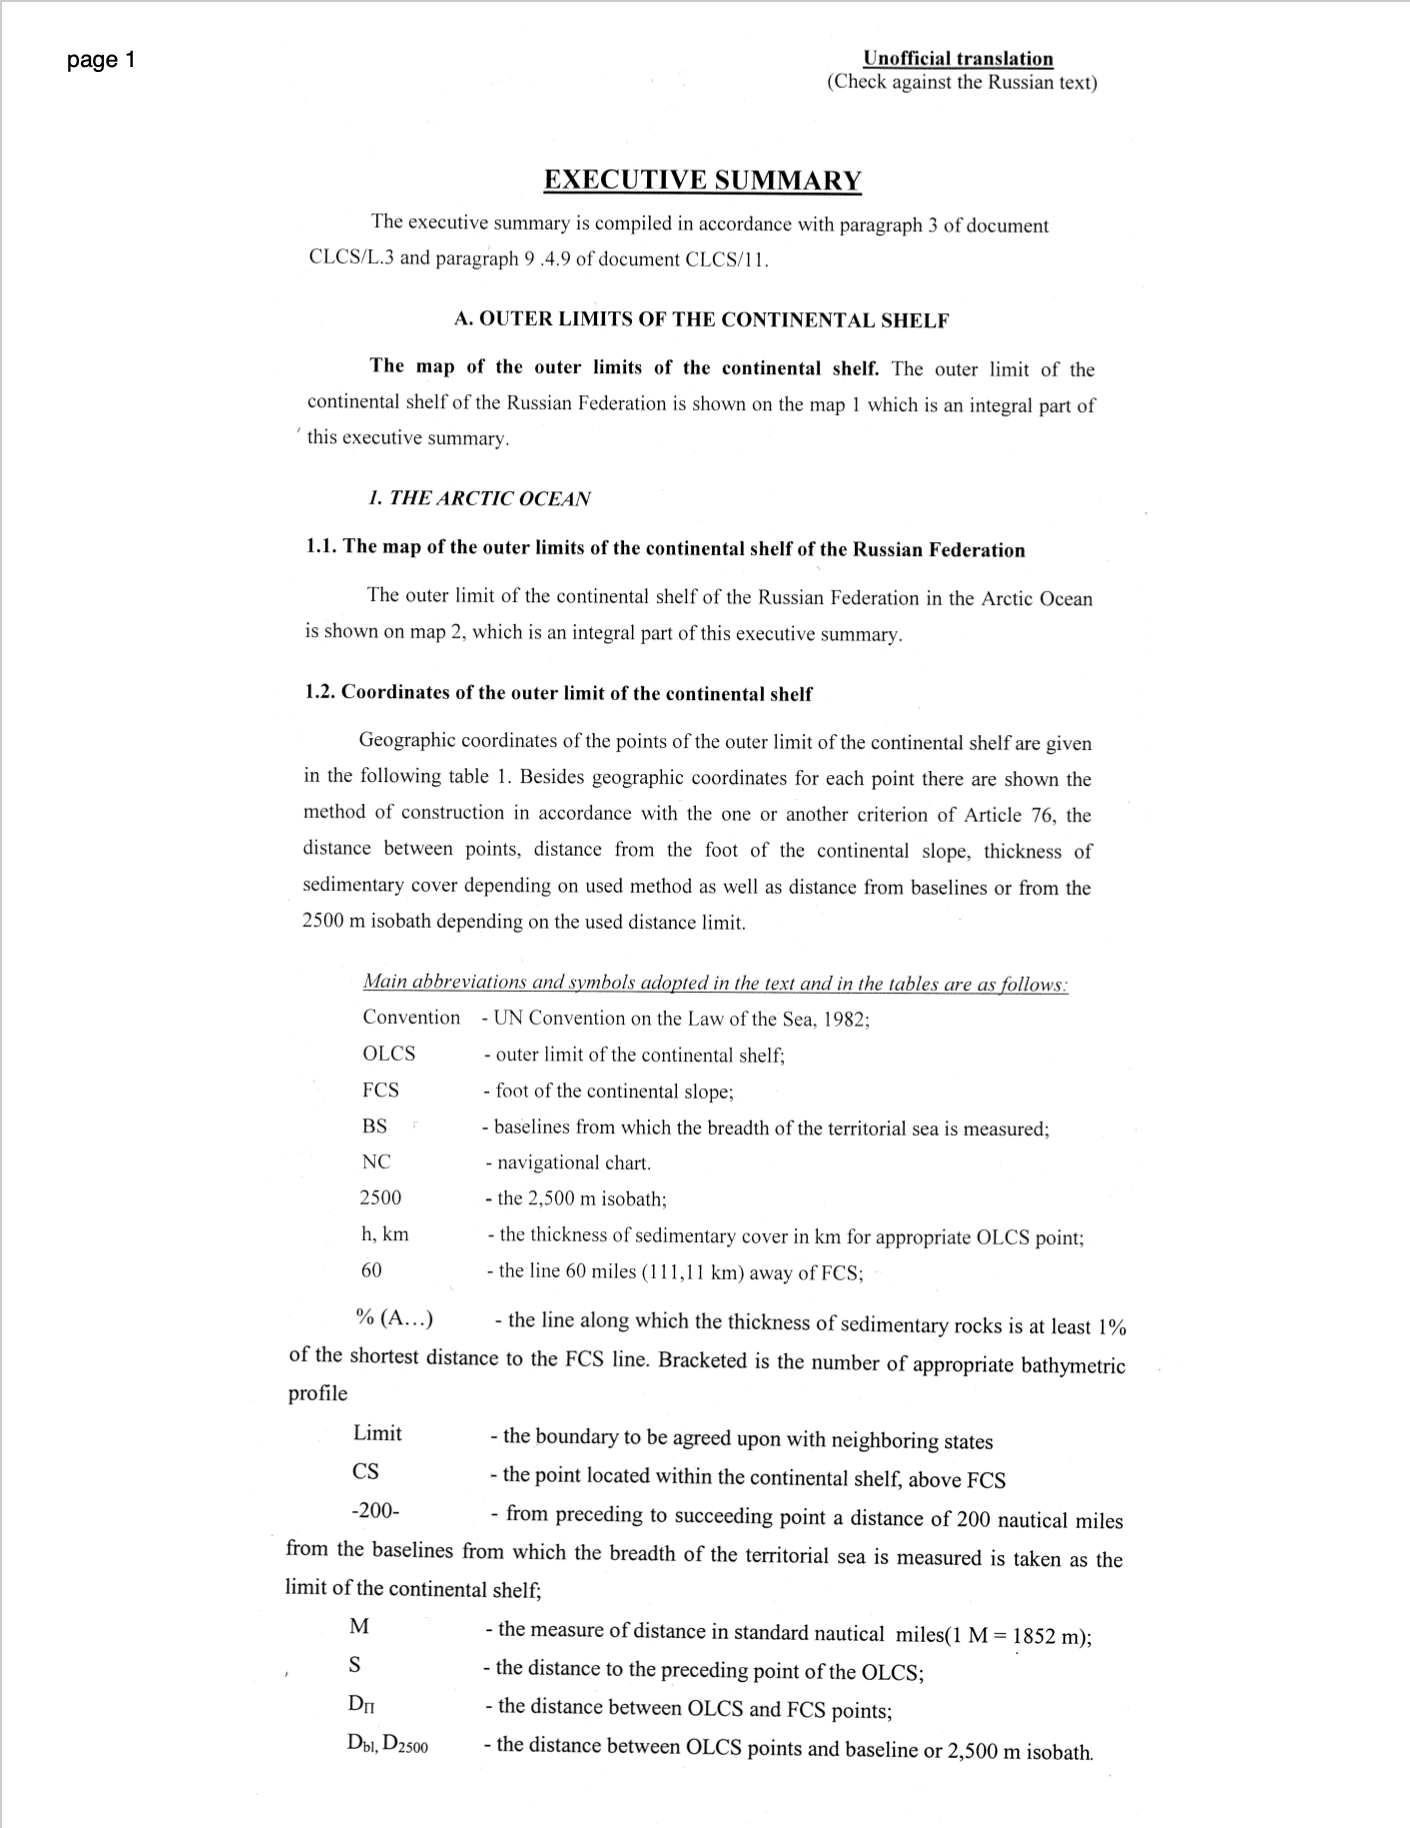 page 1
Unofficial translation
(Check against the Russian text)
EXECUTIVE SUMMARY
The executive summary is compiled in accordance with paragraph 3 of document
CLCS/L.3 and paragraph 9 .4.9 of document CLCS/11.
A. OUTER LIMITS OF THE CONTINENTAL SHELF
The map of the outer limits of the continental shelf. The outer limit of the
continental shelf of the Russian Federation is shown on the map 1 which is an integral part of
this executive summary.
1. THE ARCTIC OCEAN
1.1. The map of the outer limits of the continental shelf of the Russian Federation
The outer limit of the continental shelf of the Russian Federation in the Arctic Ocean
is shown on map 2, which is an integral part of this executive summary.
1.2. Coordinates of the outer limit of the continental shelf
Geographic coordinates of the points of the outer limit of the continental shelf are given
in the following table 1. Besides geographic coordinates for each point there are shown the
method of construction in accordance with the one or another criterion of Article 76, the
distance between points, distance from the foot of the continental slope, thickness of
sedimentary cover depending on used method as well as distance from baselines or from the
2500 m isobath depending on the used distance limit.
Main abbreviations and symbols adopted in the text and in the tables are as follows:
Convention - UN Convention on the Law of the Sea, 1982;
OLCS - outer limit of the continental shelf;
FCS - foot of the continental slope;
BS - baselines from which the breadth of the territorial sea is measured;
NC - navigational chart.
2500 - the 2,500 m isobath;
h, km - the thickness of sedimentary cover in km for appropriate OLCS point;
60 - the line 60 miles (111,11 km) away of FCS;
% (A...) - the line along which the thickness of sedimentary rocks is at least 1%
of the shortest distance to the FCS line. Bracketed is the number of appropriate bathymetric
profile
Limit - the boundary to be agreed upon with neighboring states
CS - the point located within the continental shelf, above FCS
-200- - from preceding to succeeding point a distance of 200 nautical miles
from the baselines from which the breadth of the territorial sea is measured is taken as the
limit of the continental shelf;
M - the measure of distance in standard nautical miles(1 M = 1852 m);
S - the distance to the preceding point of the OLCS;
DП - the distance between OLCS and FCS points;
Dbl, D2500 - the distance between OLCS points and baseline or 2,500 m isobath.